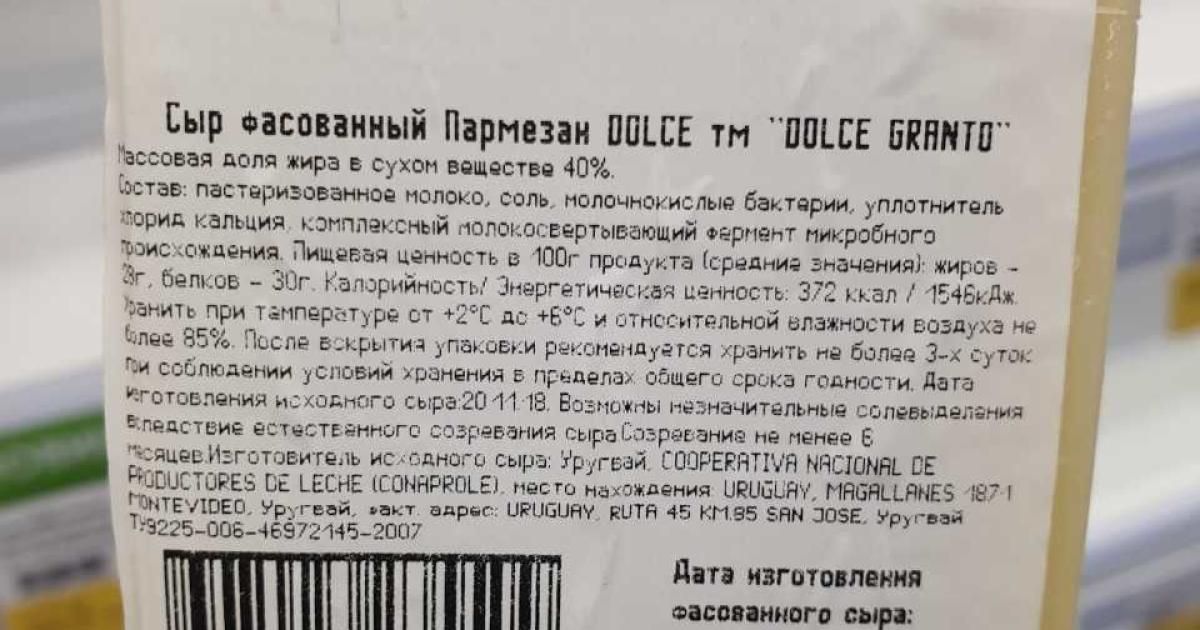 Сыр фасованный Пармезан DOLCE тм "DOLCE GRANTO"
Массовая доля жира в сухом веществе 40%.
Состав: пастеризованное молоко, соль, молочнокислые бактерии, уплотнитель
хлорид кальция, комплексный молокосвертывающий фермент микробного
происхождения. Пищевая ценность в 100г продукта (средние значения): жиров -
28г, белков - 30г. Калорийность/ Энергетическая ценность: 372 ккал / 1546кДж.
Хранить при температуре от +2°C до +6°C и относительной влажности воздуха не
более 85%. После вскрытия упаковки рекомендуется хранить не более 3-х суток
при соблюдении условий хранения в пределах общего срока годности. Дата
изготовления исходного сыра:20.11.18. Возможны незначительные солевыделения
вследствие естественного созревания сыра.Созревание не менее 6
месяцев.Изготовитель исходного сыра: Уругвай, COOPERATIVA NACIONAL DE
PRODUCTORES DE LECHE (CONAPROLE), место нахождения: URUGUAY, MAGALLANES 1871
MONTEVIDEO, Уругвай, факт. адрес: URUGUAY, RUTA 45 KM.95 SAN JOSE, Уругвай
ТУ9225-006-46972145-2007
Дата изготовления
фасованного сыра: